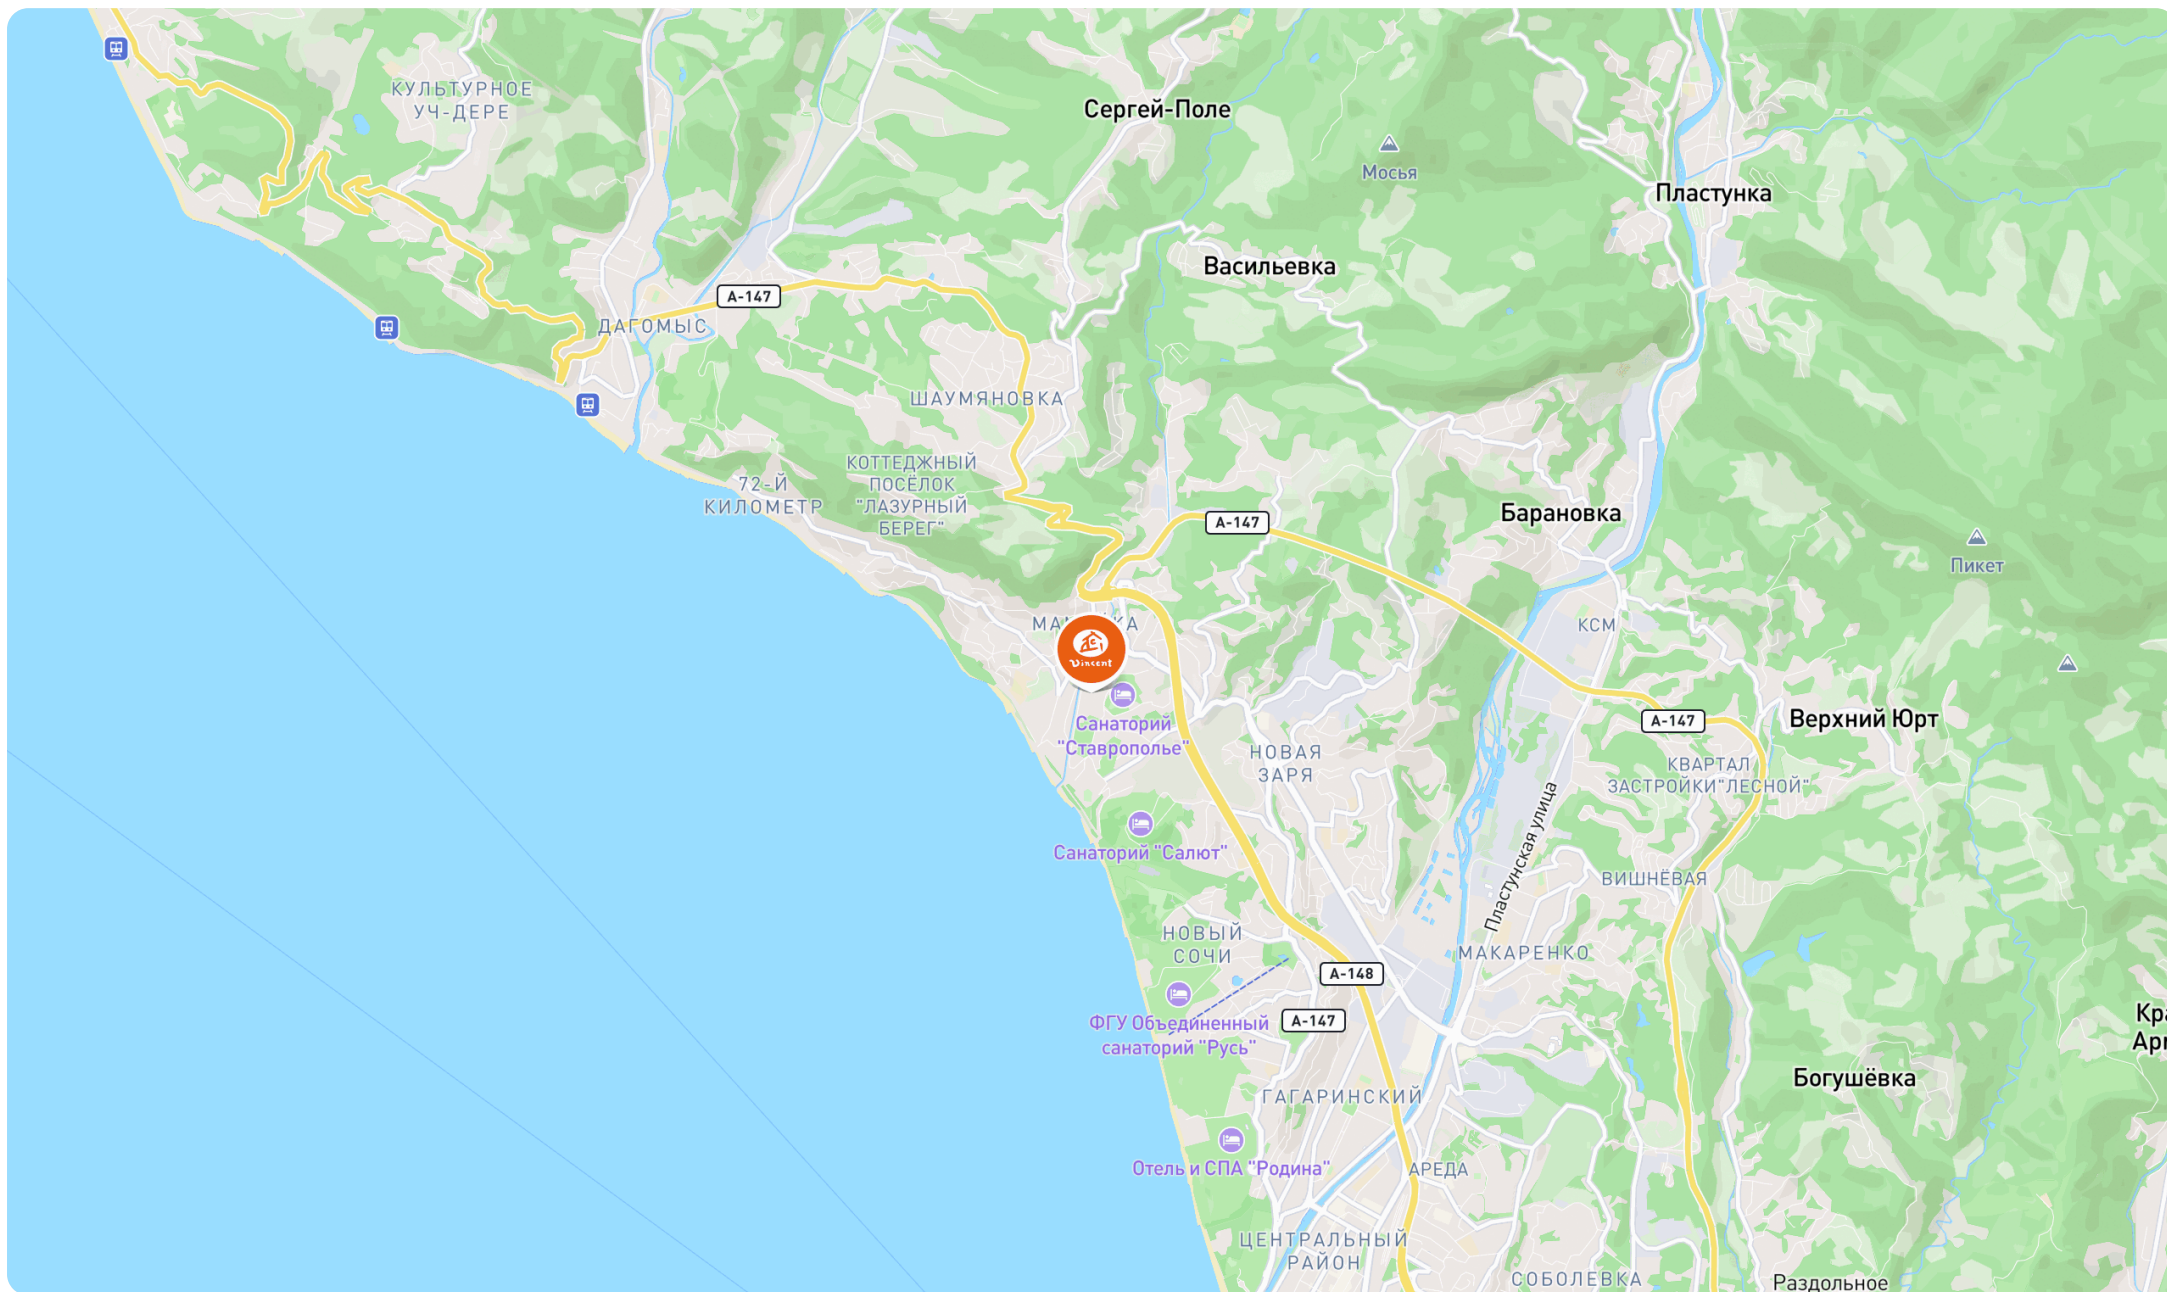 КУЛЬТУРНОЕ
УЧ-ДЕРЕ
Сергей-Поле
Мосья
Пластунка
Васильевка
А-147
ДАГОМЫС
ШАУМЯНОВКА
КОТТЕДЖНЫЙ
ПОСЁЛОК
"ЛАЗУРНЫЙ
БЕРЕГ"
72-Й
КИЛОМЕТР
А-147
Барановка
Пикет
КСМ
Vincent
Санаторий
"Ставрополье"
А-147
Верхний Юрт
НОВАЯ
ЗАРЯ
КВАРТАЛ
ЗАСТРОЙКИ"ЛЕСНОЙ"
Пластунская улица
Санаторий "Салют"
ВИШНЁВАЯ
НОВЫЙ
СОЧИ
МАКАРЕНКО
А-148
А-147
ФГУ Объединенный
санаторий "Русь"
Богушёвка
ГАГАРИНСКИЙ
Отель и СПА "Родина"
АРЕДА
ЦЕНТРАЛЬНЫЙ
РАЙОН
СОБОЛЕВКА
Раздольное